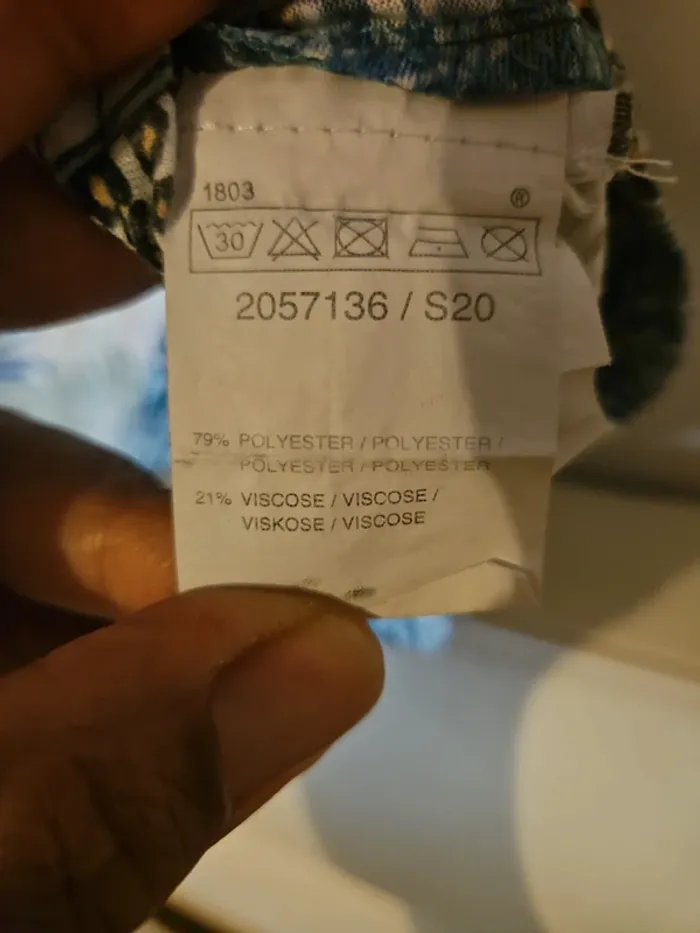 1803
®
30
2057136 / S20
79% POLYESTER / POLYESTER /
POLYESTER / POLYESTER
21% VISCOSE / VISCOSE /
VISKOSE / VISCOSE